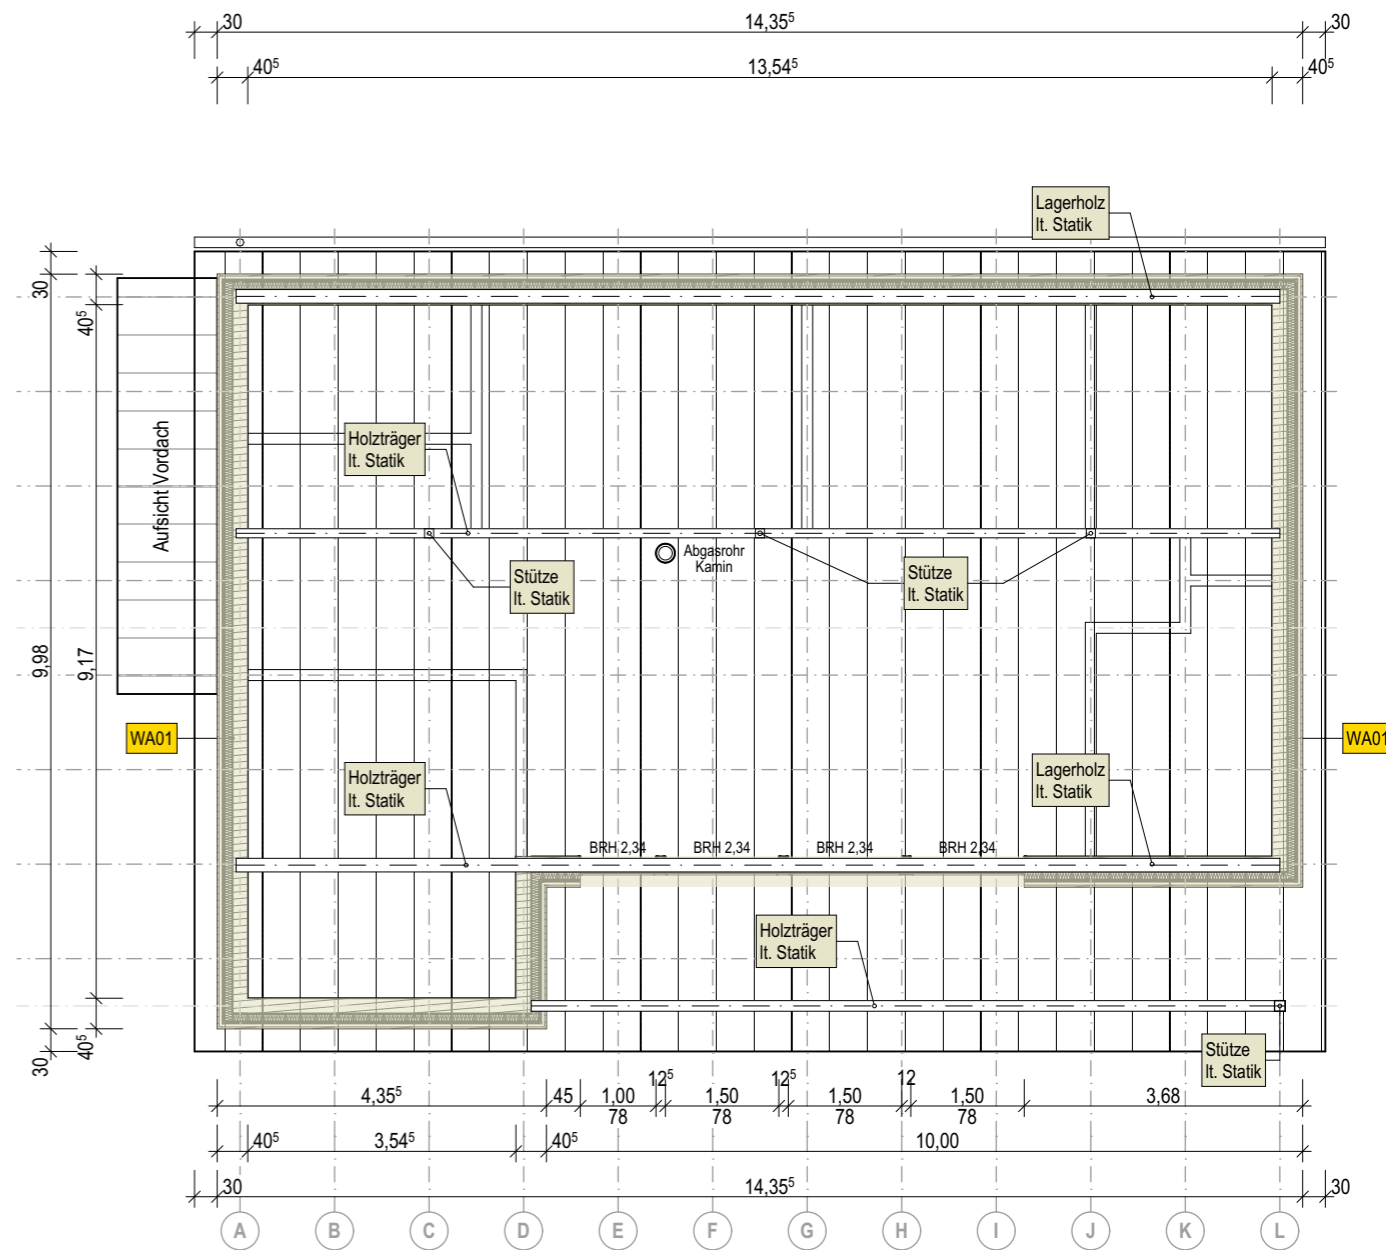 30
14,35⁵
30
40⁵
13,54⁵
40⁵
Lagerholz
lt. Statik
30
40⁵
Aufsicht Vordach
Holzträger
lt. Statik
Abgasrohr
Kamin
Stütze
lt. Statik
Stütze
lt. Statik
9,98
9,17
WA01
WA01
Holzträger
lt. Statik
Lagerholz
lt. Statik
BRH 2,34
BRH 2,34
BRH 2,34
BRH 2,34
Holzträger
lt. Statik
Stütze
lt. Statik
40⁵
30
4,35⁵
45
1,00
78
12⁵
1,50
78
12⁵
1,50
78
12
1,50
78
3,68
40⁵
3,54⁵
40⁵
10,00
30
14,35⁵
30
A
B
C
D
E
F
G
H
I
J
K
L